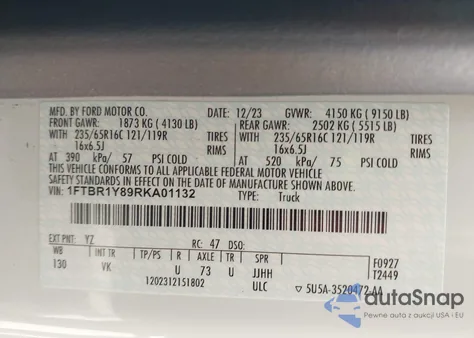 MFD. BY FORD MOTOR CO.
DATE: 12/23 GVWR: 4150 KG (9150 LB)
FRONT GAWR: 1873 KG (4130 LB) REAR GAWR: 2502 KG (5515 LB)
WITH 235/65R16C 121/119R TIRES WITH 235/65R16C 121/119R TIRES
16x6.5J RIMS 16x6.5J RIMS
AT 390 kPa/ 57 PSI COLD AT 520 kPa/ 75 PSI COLD
THIS VEHICLE CONFORMS TO ALL APPLICABLE FEDERAL MOTOR VEHICLE
SAFETY STANDARDS IN EFFECT ON THE DATE OF MANUFACTURE SHOWN ABOVE.
VIN: 1FTBR1Y89RKA01132
TYPE: Truck
EXT PNT: YZ RC: 47 DSO:
WB INT TR TP/PS R AXLE TR SPR F0927
130 VK U 73 U JJHH T2449
1202312151802 ULC ▽ 5U5A-3520472-AA
autaSnap
Pewne auta z USA i EU